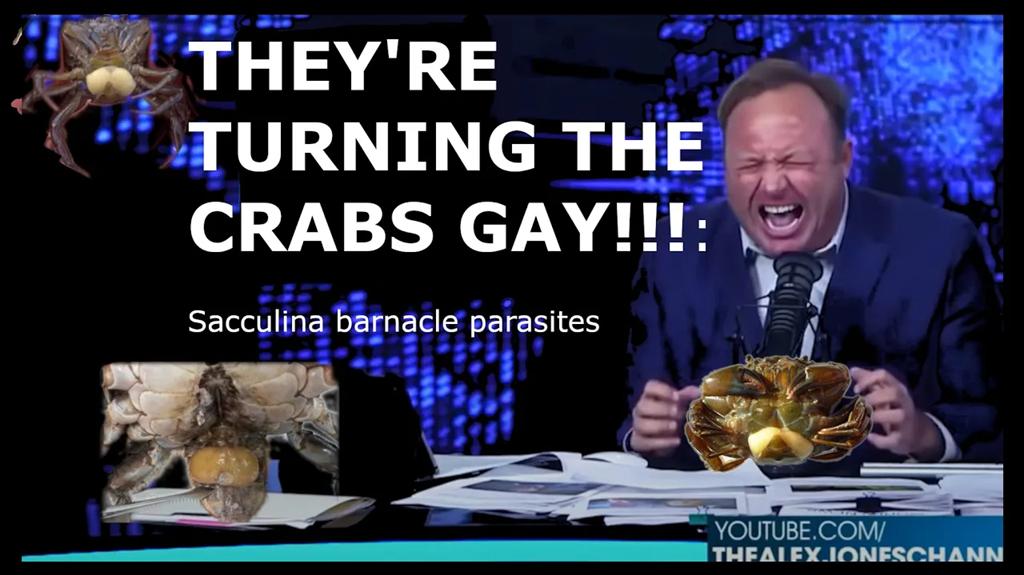 THEY'RE
TURNING THE
CRABS GAY!!!:
Sacculina barnacle parasites
YOUTUBE.COM/
THEALEXJONESCHANN